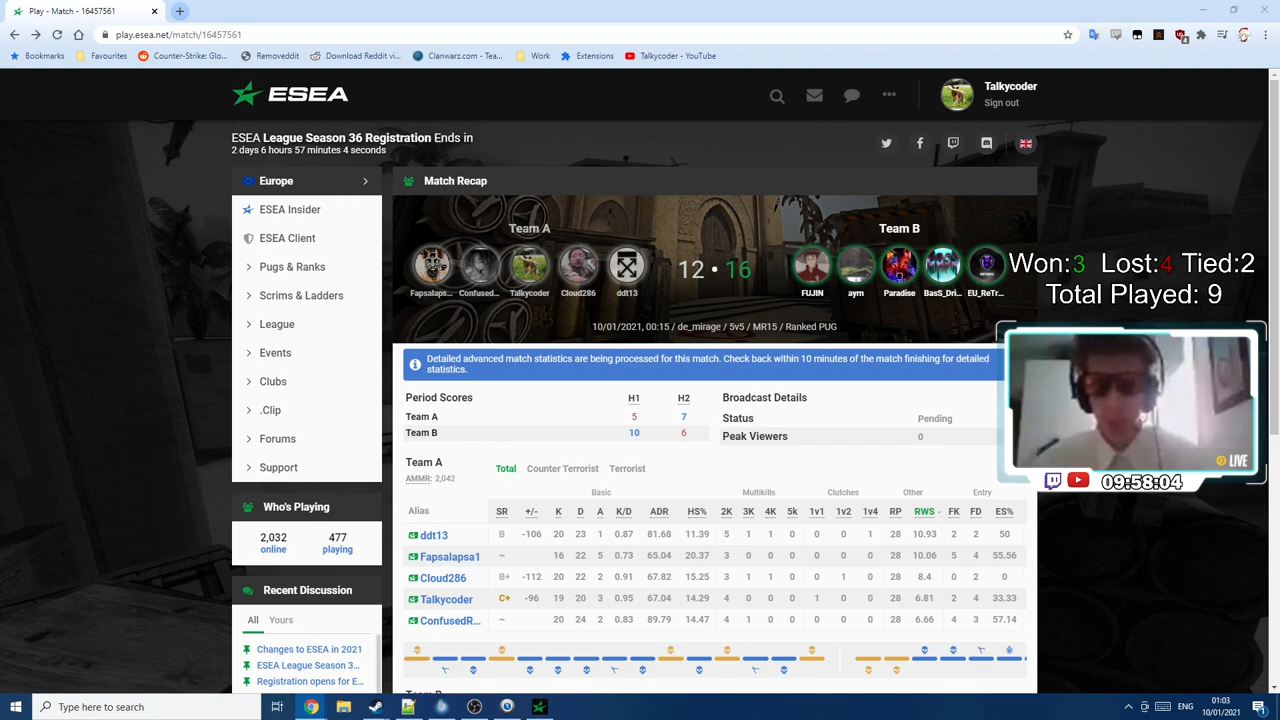 Play - Match - 16457561
play.esea.net/match/16457561
Bookmarks Favourites Counter-Strike: Glo... Removeddit Download Reddit vi... Clanwarz.com - Tea... Work Extensions Talkycoder - YouTube
ESEA
Talkycoder
Sign out
ESEA League Season 36 Registration Ends in
2 days 6 hours 57 minutes 4 seconds
Europe
ESEA Insider
ESEA Client
Pugs & Ranks
Scrims & Ladders
League
Events
Clubs
.Clip
Forums
Support
Who's Playing
2,032 477
online playing
Recent Discussion
All Yours
Changes to ESEA in 2021
ESEA League Season 3...
Registration opens for E...
Match Recap
Team A Team B
12 • 16
Fapsalaps... Confused... Talkycoder Cloud286 ddt13 FUJIN aym Paradise BasS_Dri... EU_ReTr...
10/01/2021, 00:15 / de_mirage / 5v5 / MR15 / Ranked PUG
Won:3 Lost:4 Tied:2
Total Played: 9
Detailed advanced match statistics are being processed for this match. Check back within 10 minutes of the match finishing for detailed
statistics.
Period Scores H1 H2
Team A 5 7
Team B 10 6
Broadcast Details
Status Pending
Peak Viewers 0
LIVE
09:58:04
Team A
AMMR: 2,042
Total Counter Terrorist Terrorist
Basic Multikills Clutches Other Entry
Alias SR +/- K D A K/D ADR HS% 2K 3K 4K 5k 1v1 1v2 1v4 RP RWS FK FD ES%
ddt13 B -106 20 23 1 0.87 81.68 11.39 5 1 1 0 0 0 1 28 10.93 2 2 50
Fapsalapsa1 ~ 16 22 5 0.73 65.04 20.37 3 0 0 0 0 0 0 28 10.06 5 4 55.56
Cloud286 B+ -112 20 22 2 0.91 67.82 15.25 3 1 1 0 0 1 0 28 8.4 0 2 0
Talkycoder C+ -96 19 20 3 0.95 67.04 14.29 4 0 0 0 1 0 0 28 6.81 2 4 33.33
ConfusedR... ~ 20 24 2 0.83 89.79 14.47 4 1 0 0 0 0 0 28 6.66 4 3 57.14
Type here to search
ENG
01:03
10/01/2021